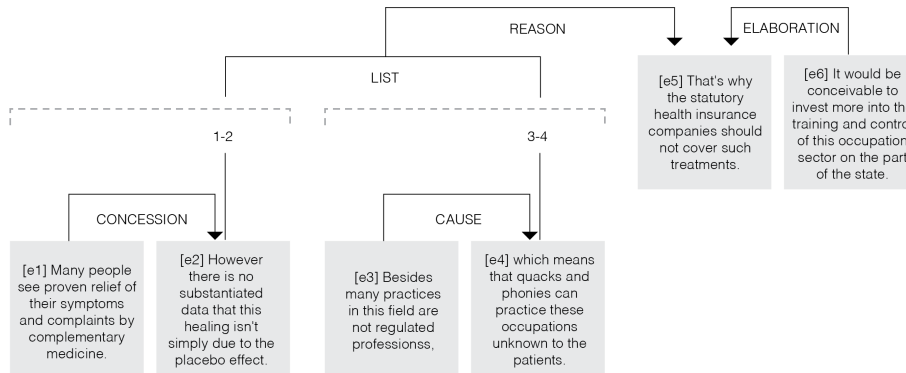 REASON
ELABORATION
LIST
[e5] That's why
the statutory
health insurance
companies should
not cover such
treatments.
[e6] It would be
conceivable to
invest more into
training and
of this occupation
sector on the part
of the state.
1-2
3-4
CONCESSION
CAUSE
[e1] Many people
see proven relief of
their symptoms
and complaints by
complementary
medicine.
[e2] However
there is no
substantiated
data that this
healing isn't
simply due to the
placebo effect.
[e3] Besides
many practices
in this field are
not regulated
professionss,
[e4] which means
that quacks and
phonies can
practice these
occupations
unknown to the
patients.